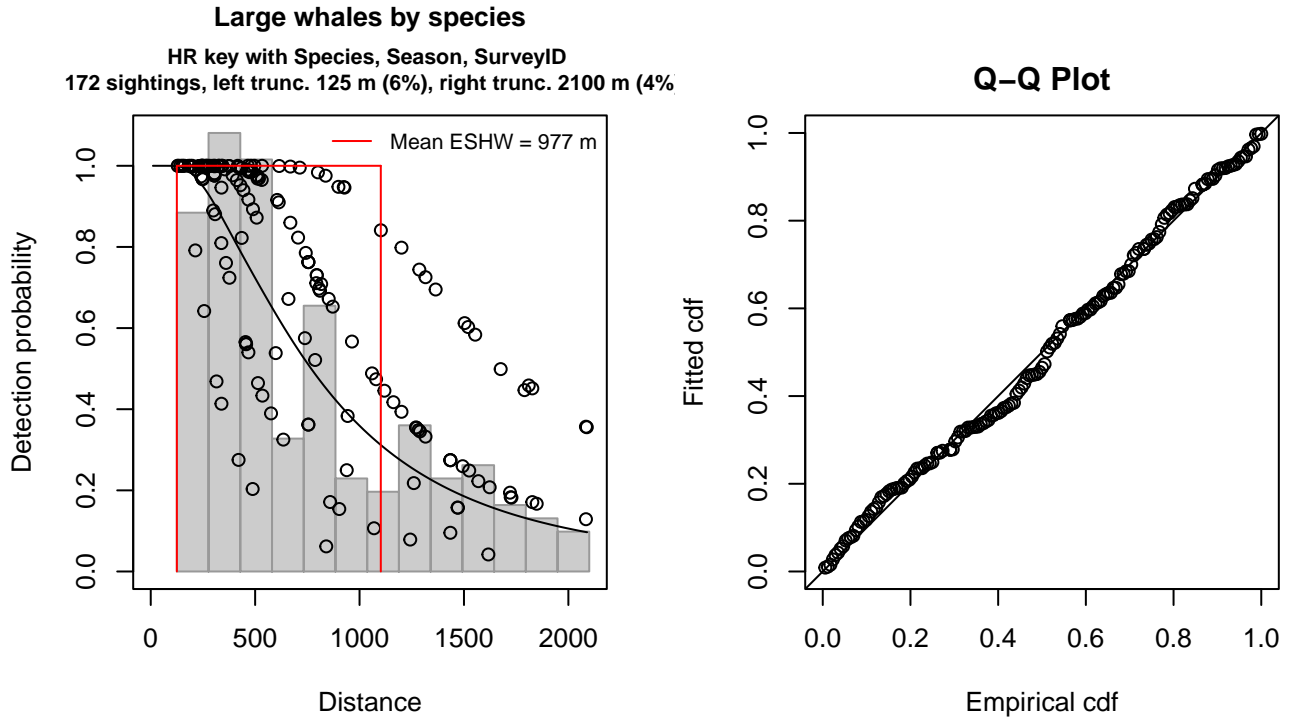 Large whales by species
HR key with Species, Season, SurveyID
172 sightings, left trunc. 125 m (6%), right trunc. 2100 m (4%
Mean ESHW = 977 m
Detection probability
0.0
0.2
0.4
0.6
0.8
1.0
0 500 1000 1500 2000
Distance
Q−Q Plot
Fitted cdf
0.0
0.2
0.4
0.6
0.8
1.0
0.0 0.2 0.4 0.6 0.8 1.0
Empirical cdf